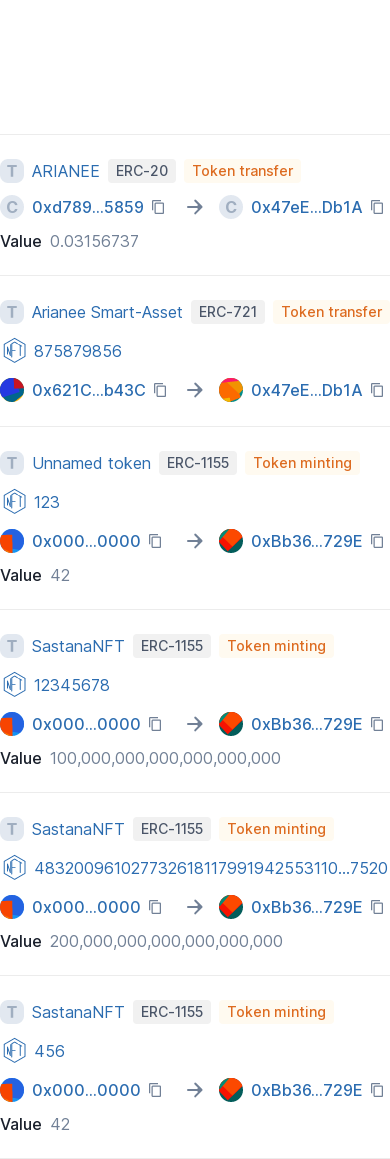 T ARIANEE ERC-20 Token transfer
C 0xd789...5859 → C 0x47eE...Db1A
Value 0.03156737
T Arianee Smart-Asset ERC-721 Token transfer
NFT 875879856
0x621C...b43C → 0x47eE...Db1A
T Unnamed token ERC-1155 Token minting
NFT 123
0x000...0000 → 0xBb36...729E
Value 42
T SastanaNFT ERC-1155 Token minting
NFT 12345678
0x000...0000 → 0xBb36...729E
Value 100,000,000,000,000,000,000
T SastanaNFT ERC-1155 Token minting
NFT 48320096102773261811799194255​3110...7520
0x000...0000 → 0xBb36...729E
Value 200,000,000,000,000,000,000
T SastanaNFT ERC-1155 Token minting
NFT 456
0x000...0000 → 0xBb36...729E
Value 42